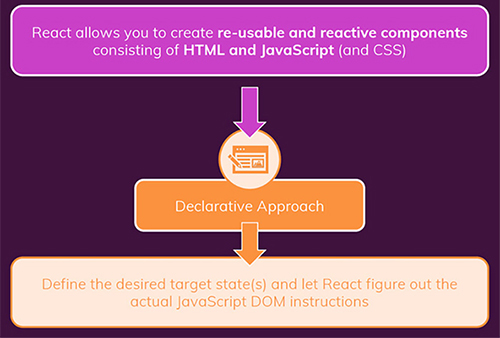 React allows you to create re-usable and reactive components
consisting of HTML and JavaScript (and CSS)
Declarative Approach
Define the desired target state(s) and let React figure out the
actual JavaScript DOM instructions